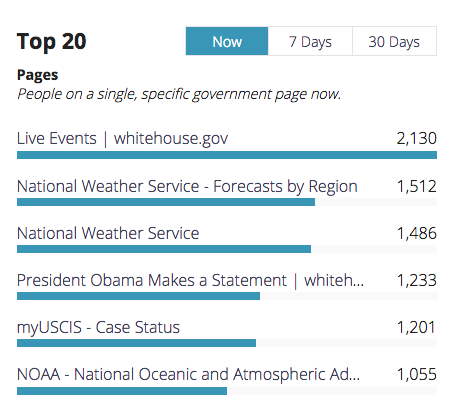 Top 20
Now
7 Days
30 Days
Pages
People on a single, specific government page now.
Live Events | whitehouse.gov 2,130
National Weather Service - Forecasts by Region 1,512
National Weather Service 1,486
President Obama Makes a Statement | whiteh... 1,233
myUSCIS - Case Status 1,201
NOAA - National Oceanic and Atmospheric Ad... 1,055